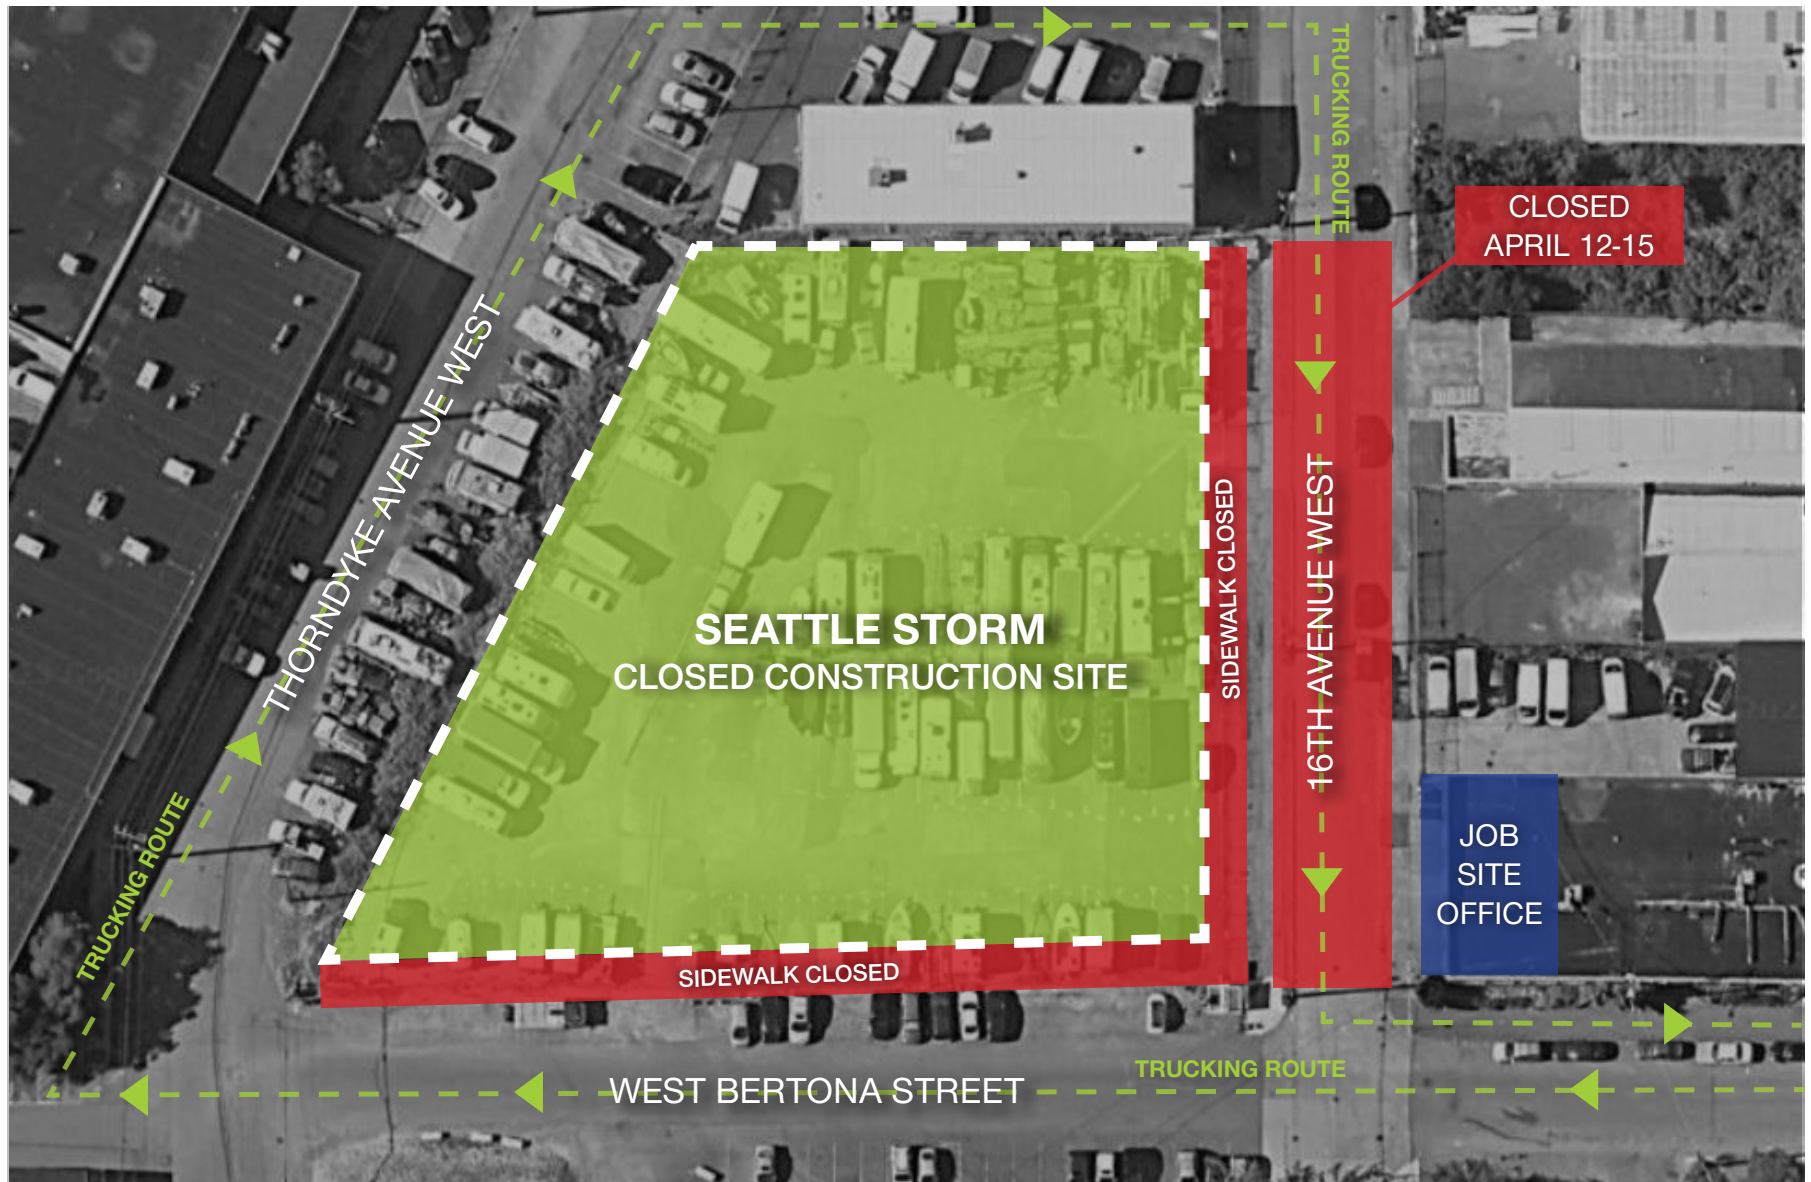 TRUCKING ROUTE
CLOSED
APRIL 12-15
THORNDYKE AVENUE WEST
SIDEWALK CLOSED
16TH AVENUE WEST
SEATTLE STORM
CLOSED CONSTRUCTION SITE
TRUCKING ROUTE
JOB
SITE
OFFICE
SIDEWALK CLOSED
TRUCKING ROUTE
WEST BERTONA STREET